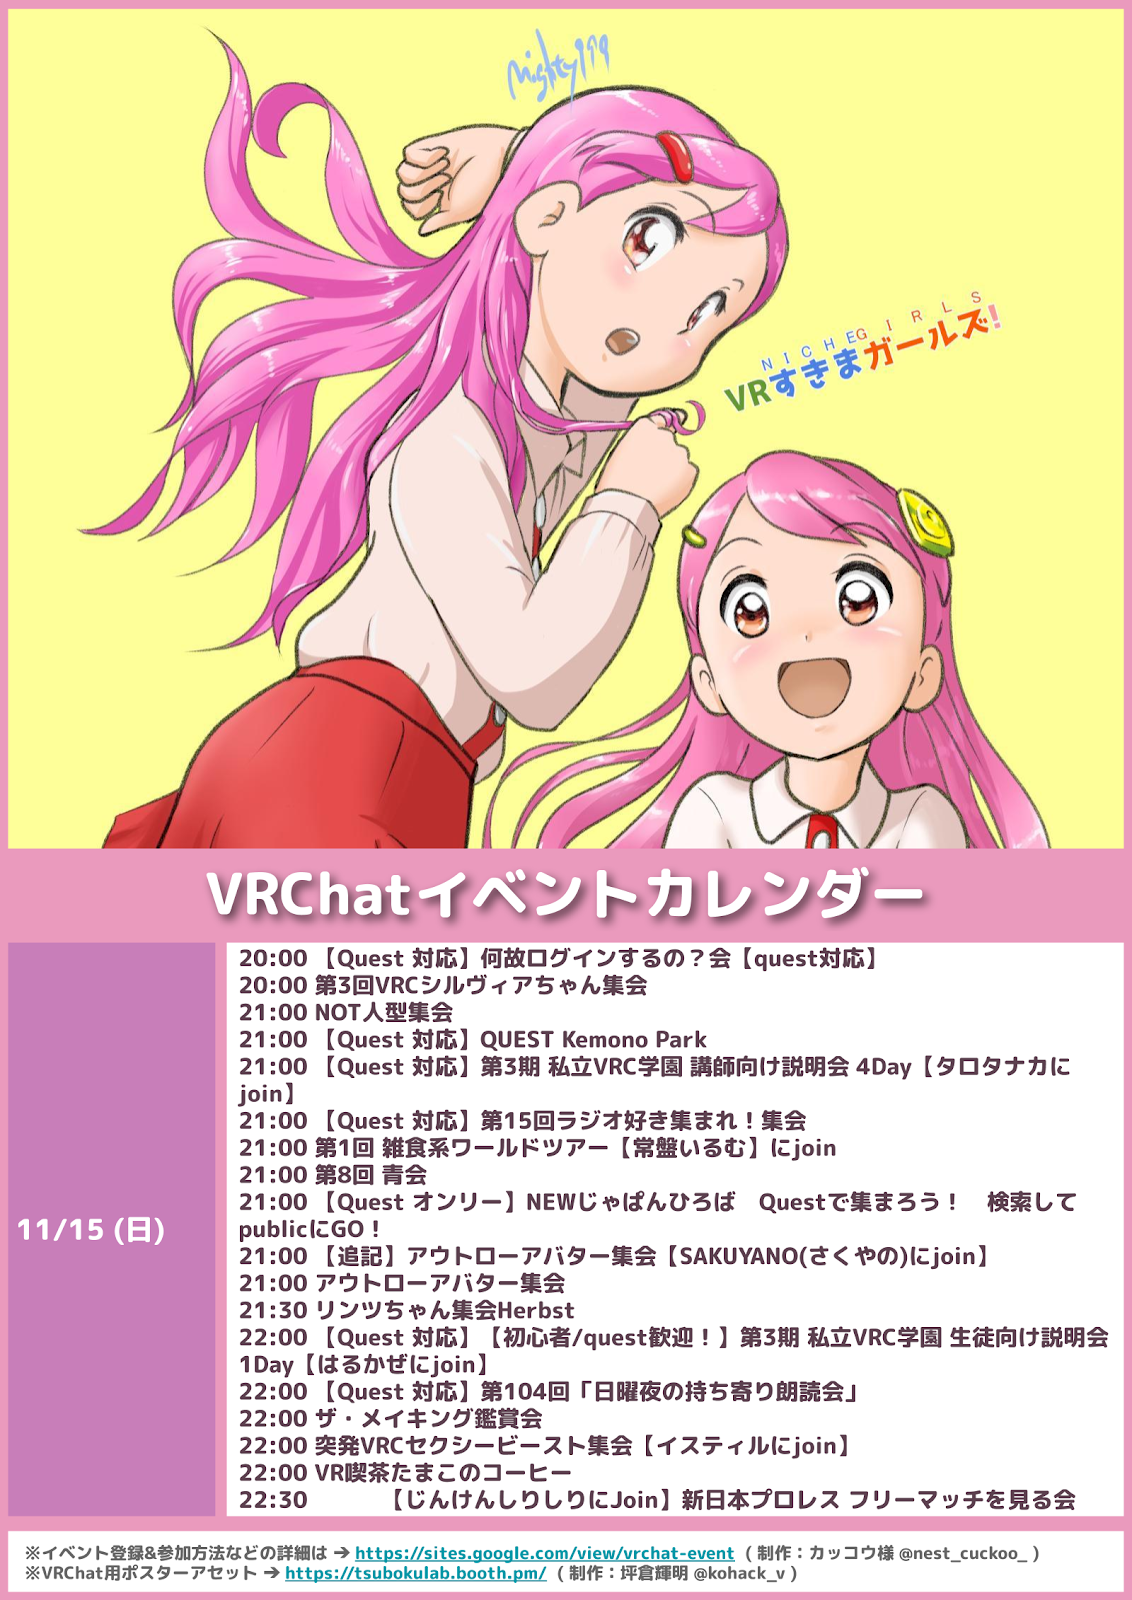 mighty199
NICHE GIRLS
VRすきまガールズ!
VRChatイベントカレンダー
11/15 (日)
20:00 【Quest 対応】何故ログインするの？会【quest対応】
20:00 第3回VRCシルヴィアちゃん集会
21:00 NOT人型集会
21:00 【Quest 対応】QUEST Kemono Park
21:00 【Quest 対応】第3期 私立VRC学園 講師向け説明会 4Day【タロタナカに
join】
21:00 【Quest 対応】第15回ラジオ好き集まれ！集会
21:00 第1回 雑食系ワールドツアー【常盤いるむ】にjoin
21:00 第8回 青会
21:00 【Quest オンリー】NEWじゃぱんひろば　Questで集まろう！　検索して
publicにGO！
21:00 【追記】アウトローアバター集会【SAKUYANO(さくやの)にjoin】
21:00 アウトローアバター集会
21:30 リンツちゃん集会Herbst
22:00 【Quest 対応】【初心者/quest歓迎！】第3期 私立VRC学園 生徒向け説明会
1Day【はるかぜにjoin】
22:00 【Quest 対応】第104回「日曜夜の持ち寄り朗読会」
22:00 ザ・メイキング鑑賞会
22:00 突発VRCセクシービースト集会【イスティルにjoin】
22:00 VR喫茶たまこのコーヒー
22:30 【じんけんしりしりにJoin】新日本プロレス フリーマッチを見る会
※イベント登録&参加方法などの詳細は ➔ https://sites.google.com/view/vrchat-event （ 制作：カッコウ様 @nest_cuckoo_ ）
※VRChat用ポスターアセット ➔ https://tsubokulab.booth.pm/ （ 制作：坪倉輝明 @kohack_v ）